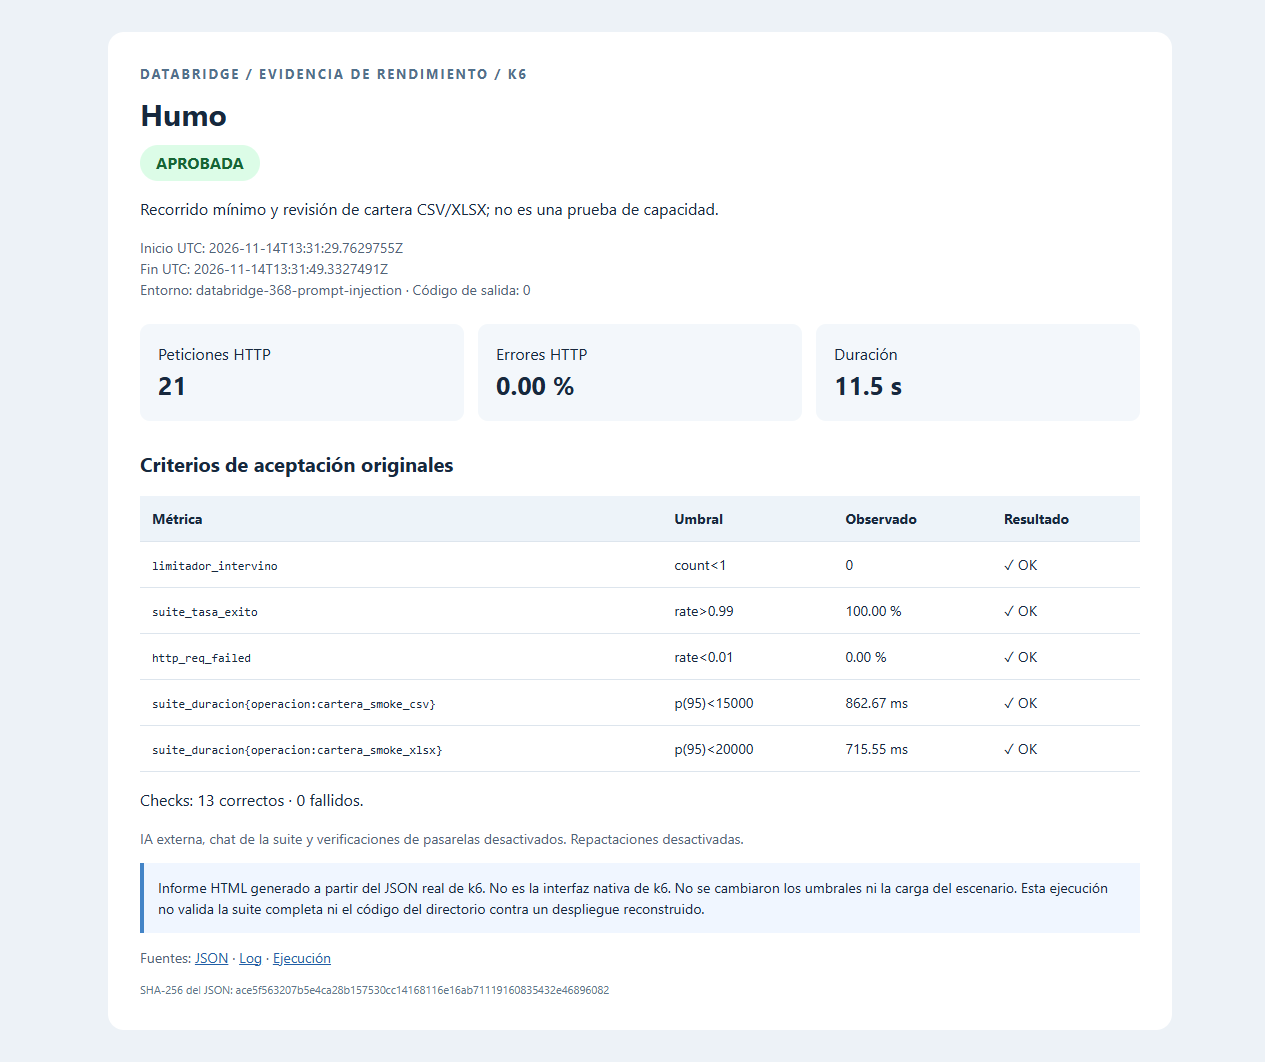 DATABRIDGE / EVIDENCIA DE RENDIMIENTO / K6
Humo
APROBADA
Recorrido mínimo y revisión de cartera CSV/XLSX; no es una prueba de capacidad.
Inicio UTC: 2026-11-14T13:31:29.7629755Z
Fin UTC: 2026-11-14T13:31:49.3327491Z
Entorno: databridge-368-prompt-injection · Código de salida: 0
Peticiones HTTP
21
Errores HTTP
0.00 %
Duración
11.5 s
Criterios de aceptación originales
Métrica Umbral Observado Resultado
limitador_intervino count<1 0 ✓ OK
suite_tasa_exito rate>0.99 100.00 % ✓ OK
http_req_failed rate<0.01 0.00 % ✓ OK
suite_duracion{operacion:cartera_smoke_csv} p(95)<15000 862.67 ms ✓ OK
suite_duracion{operacion:cartera_smoke_xlsx} p(95)<20000 715.55 ms ✓ OK
Checks: 13 correctos · 0 fallidos.
IA externa, chat de la suite y verificaciones de pasarelas desactivados. Repactaciones desactivadas.
Informe HTML generado a partir del JSON real de k6. No es la interfaz nativa de k6. No se cambiaron los umbrales ni la carga del escenario. Esta ejecución
no valida la suite completa ni el código del directorio contra un despliegue reconstruido.
Fuentes: JSON · Log · Ejecución
SHA-256 del JSON: ace5f563207b5e4ca28b157530cc14168116e16ab71119160835432e46896082